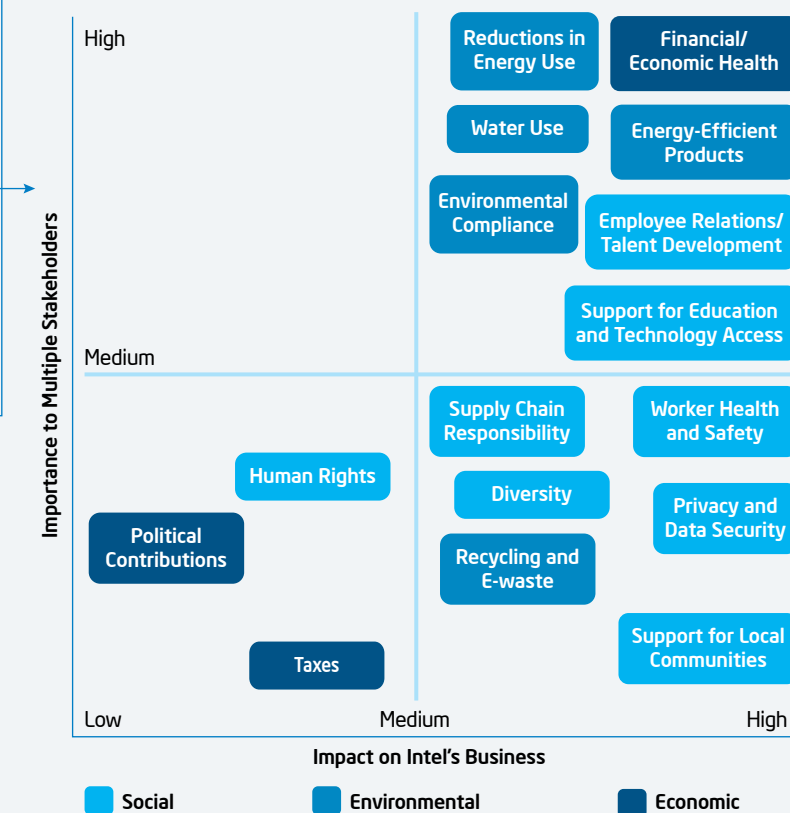 High
Reductions in
Energy Use
Financial/
Economic Health
Water Use
Energy-Efficient
Products
Environmental
Compliance
Employee Relations/
Talent Development
Support for Education
and Technology Access
Medium
Importance to Multiple Stakeholders
Supply Chain
Responsibility
Worker Health
and Safety
Human Rights
Diversity
Privacy and
Data Security
Political
Contributions
Recycling and
E-waste
Support for Local
Communities
Taxes
Low
Medium
High
Impact on Intel's Business
Social
Environmental
Economic